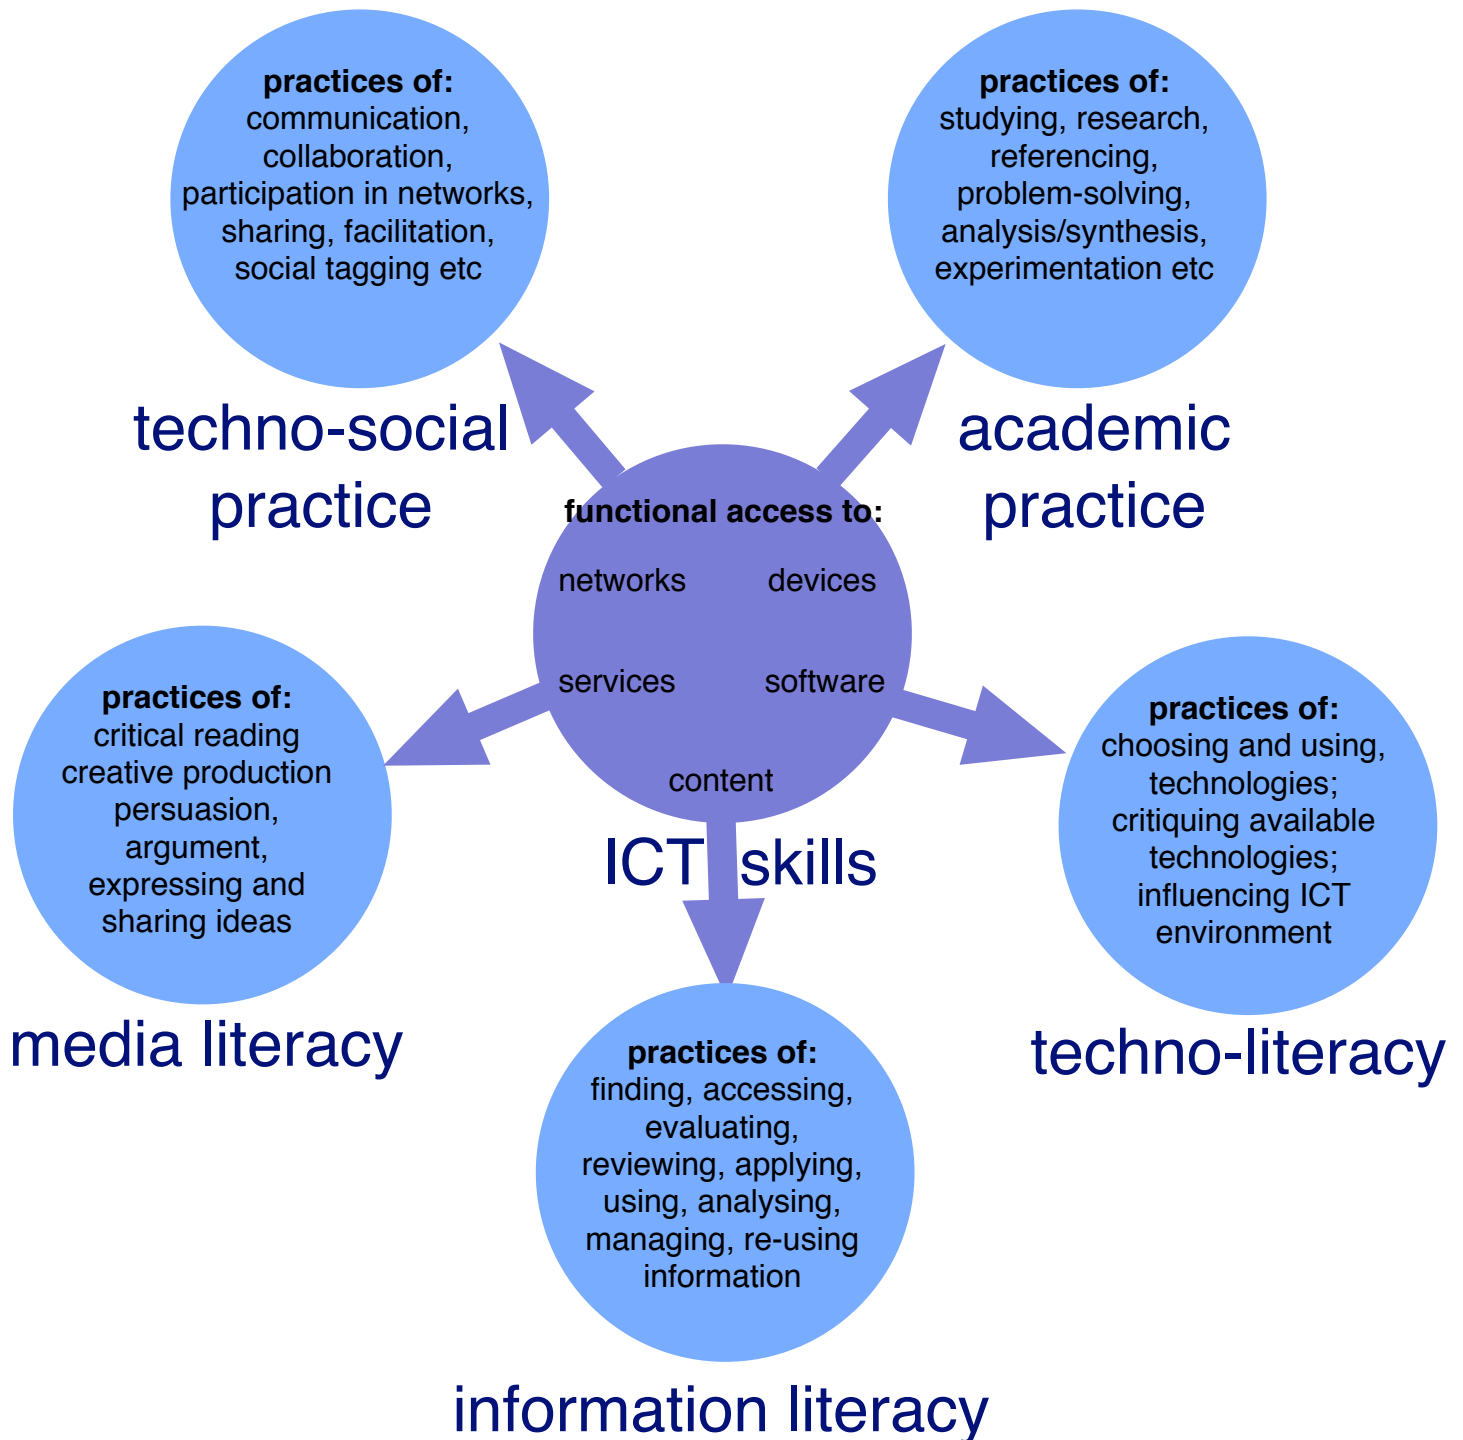 practices of:
communication,
collaboration,
participation in networks,
sharing, facilitation,
social tagging etc
techno-social
practice
practices of:
studying, research,
referencing,
problem-solving,
analysis/synthesis,
experimentation etc
academic
practice
functional access to:
networks devices
services software
content
ICT skills
practices of:
critical reading
creative production
persuasion,
argument,
expressing and
sharing ideas
media literacy
practices of:
choosing and using,
technologies;
critiquing available
technologies;
influencing ICT
environment
techno-literacy
practices of:
finding, accessing,
evaluating,
reviewing, applying,
using, analysing,
managing, re-using
information
information literacy